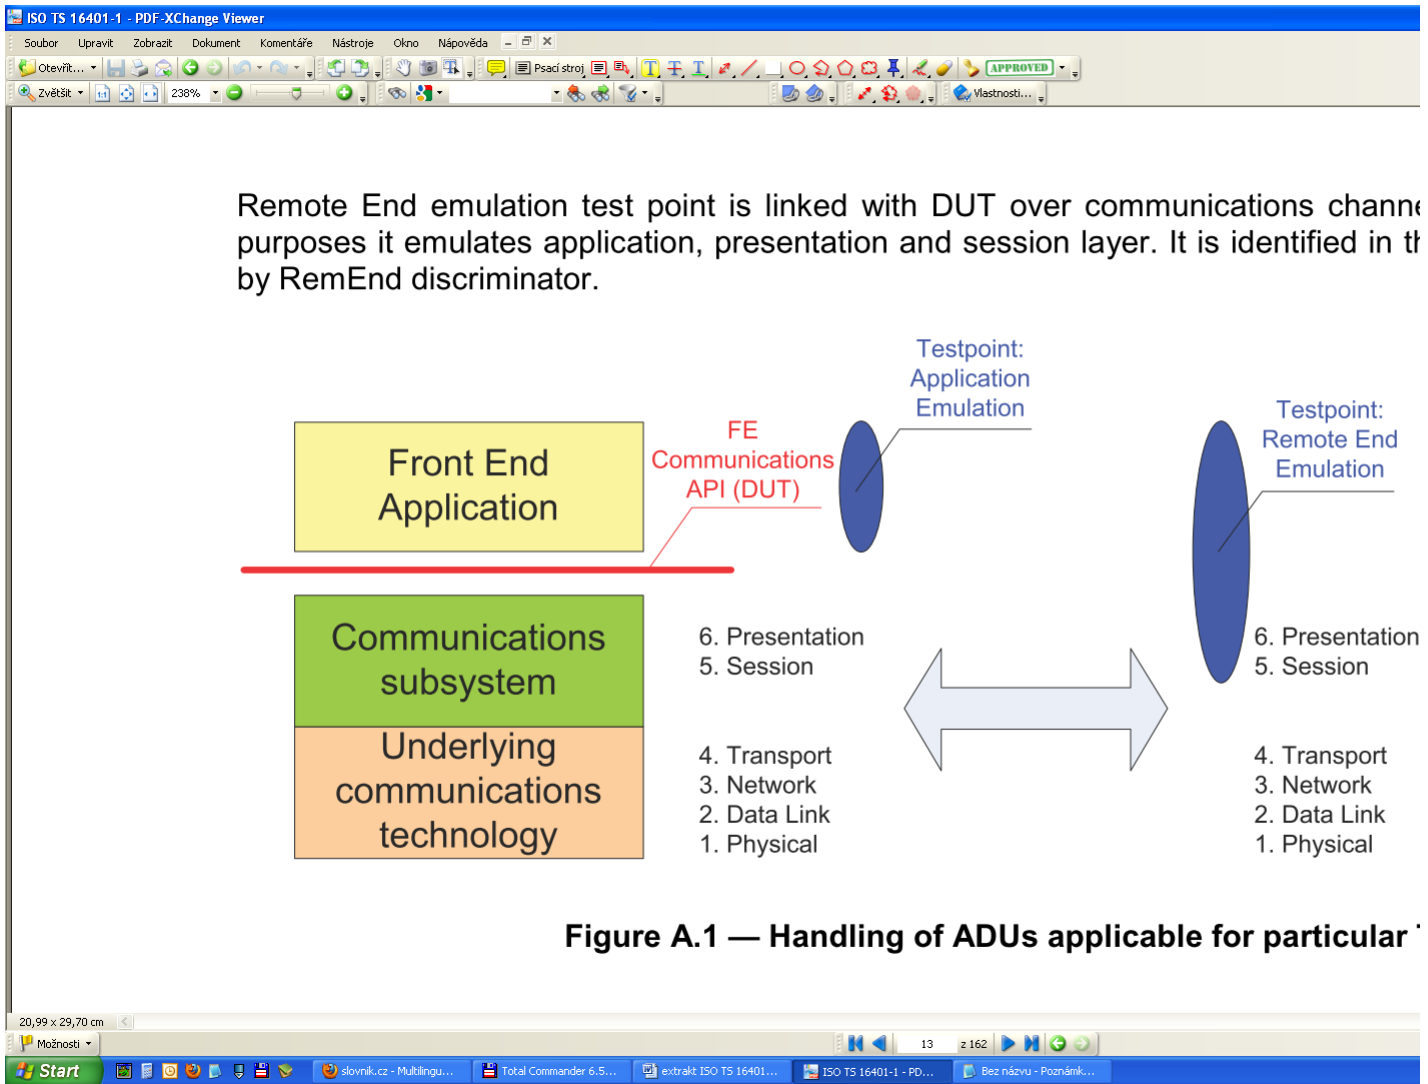 ISO TS 16401-1 - PDF-XChange Viewer
Soubor Upravit Zobrazit Dokument Komentáře Nástroje Okno Nápověda
Otevřít... Psací stroj APPROVED
Zvětšit 1:1 238% Vlastnosti...
Remote End emulation test point is linked with DUT over communications channe
purposes it emulates application, presentation and session layer. It is identified in th
by RemEnd discriminator.
Testpoint:
Application
Emulation
Testpoint:
Remote End
Emulation
FE
Communications
API (DUT)
Front End
Application
Communications
subsystem
6. Presentation
5. Session
6. Presentation
5. Session
Underlying
communications
technology
4. Transport
3. Network
2. Data Link
1. Physical
4. Transport
3. Network
2. Data Link
1. Physical
Figure A.1 — Handling of ADUs applicable for particular T
20,99 x 29,70 cm
Možnosti 13 z 162
Start slovnik.cz - Multilingu... Total Commander 6.5... extrakt ISO TS 16401... ISO TS 16401-1 - PD... Bez názvu - Poznámk...